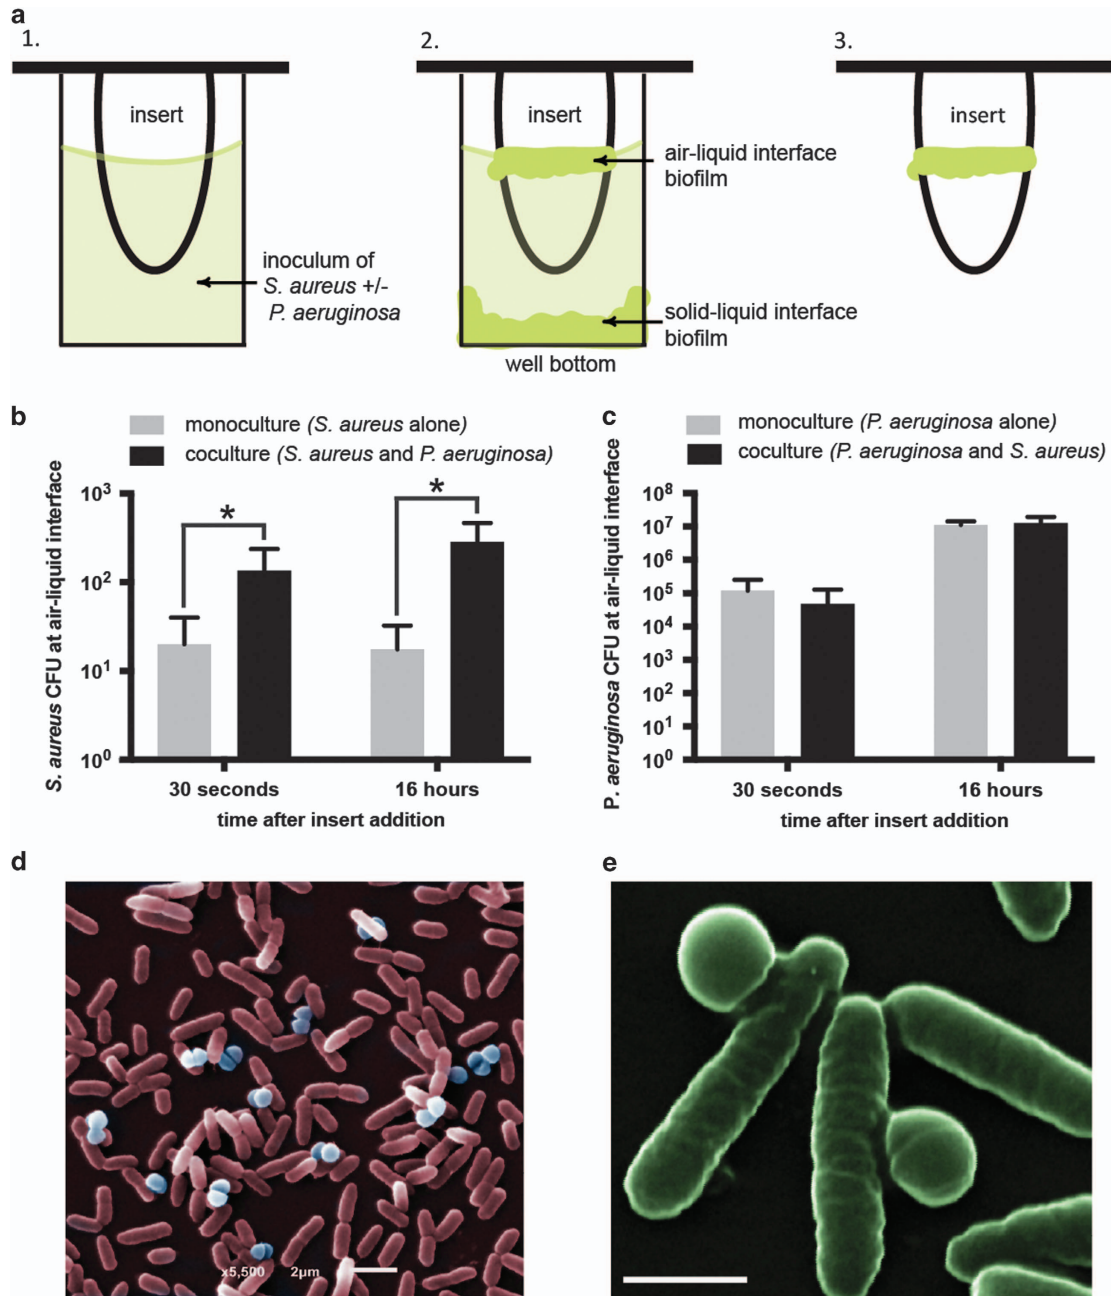 a
1.
insert
inoculum of
S. aureus +/-
P. aeruginosa
2.
insert
air-liquid interface
biofilm
solid-liquid interface
biofilm
well bottom
3.
insert
b
monoculture (S. aureus alone)
coculture (S. aureus and P. aeruginosa)
S. aureus CFU at air-liquid interface
10³
10²
10¹
10⁰
*
*
30 seconds
16 hours
time after insert addition
c
monoculture (P. aeruginosa alone)
coculture (P. aeruginosa and S. aureus)
P. aeruginosa CFU at air-liquid interface
10⁸
10⁷
10⁶
10⁵
10⁴
10³
10²
10¹
10⁰
30 seconds
16 hours
time after insert addition
d
x5,500 2µm
e